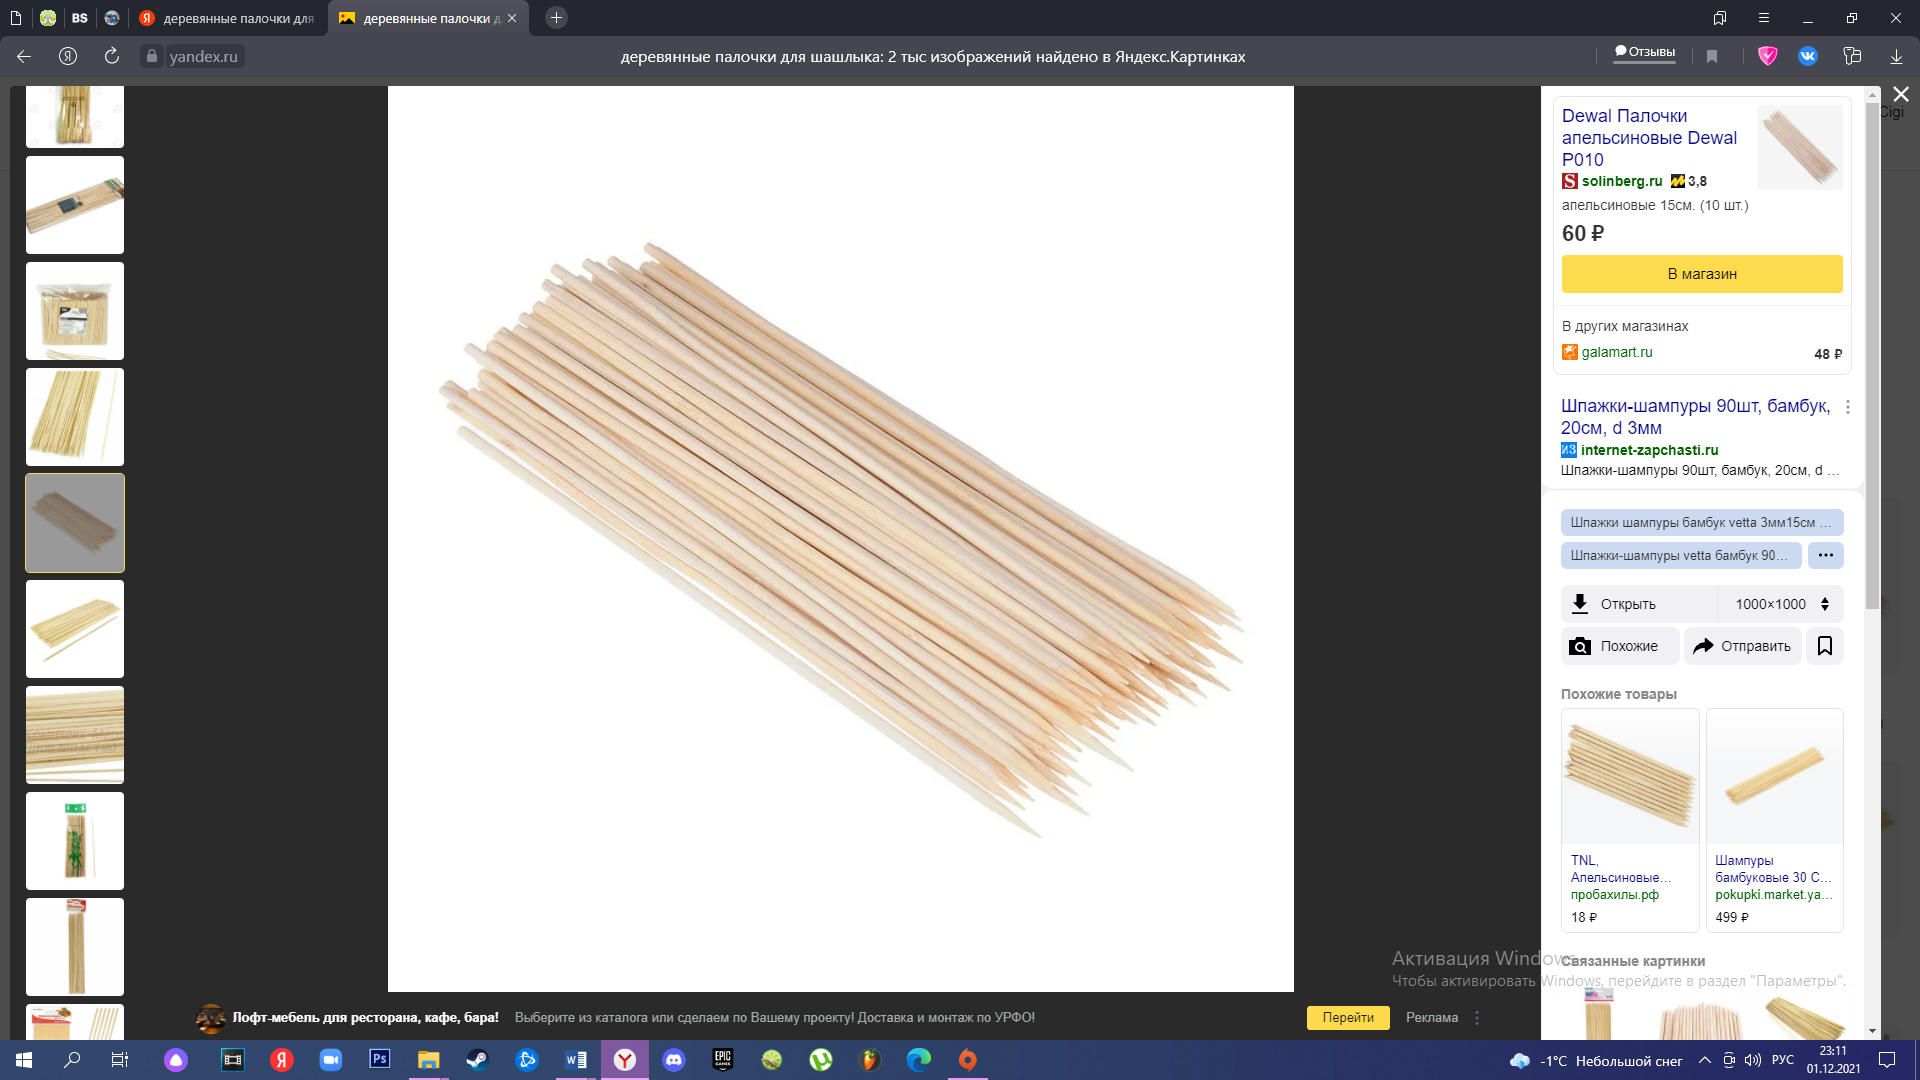 BS
деревянные палочки для
деревянные палочки д
yandex.ru
деревянные палочки для шашлыка: 2 тыс изображений найдено в Яндекс.Картинках
Отзывы
Cigi
Dewal Палочки
апельсиновые Dewal
P010
solinberg.ru 3,8
апельсиновые 15см. (10 шт.)
60 ₽
В магазин
В других магазинах
galamart.ru 48 ₽
Шпажки-шампуры 90шт, бамбук,
20см, d 3мм
internet-zapchasti.ru
Шпажки-шампуры 90шт, бамбук, 20см, d ...
Шпажки шампуры бамбук vetta 3мм15см ...
Шпажки-шампуры vetta бамбук 90...
Открыть 1000×1000
Похожие Отправить
Похожие товары
TNL,
Апельсиновые...
пробахилы.рф
18 ₽
Шампуры
бамбуковые 30 С...
pokupki.market.ya...
499 ₽
Связанные картинки
Активация Windows
Чтобы активировать Windows, перейдите в раздел "Параметры".
Лофт-мебель для ресторана, кафе, бара! Выберите из каталога или сделаем по Вашему проекту! Доставка и монтаж по УРФО!
Перейти Реклама
-1°C Небольшой снег РУС
23:11
01.12.2021